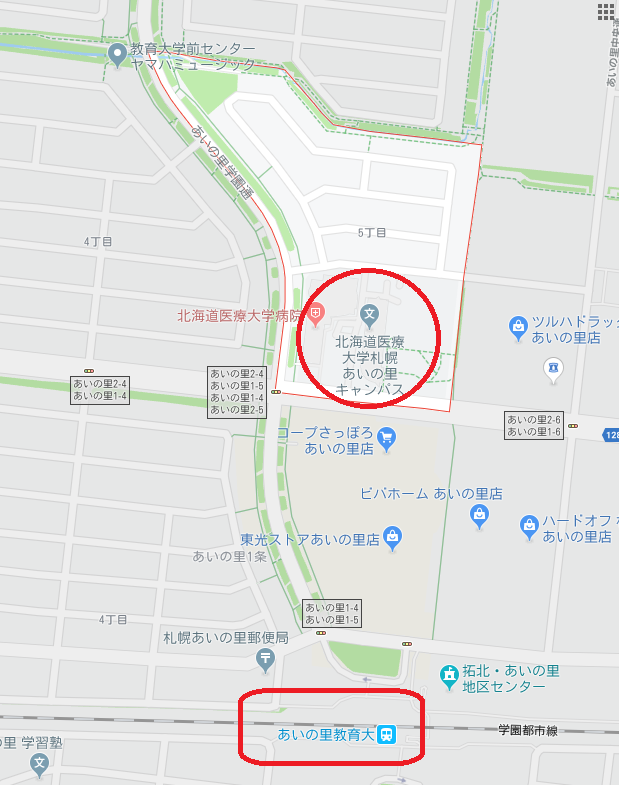 教育大学前センター
ヤマハミュージック
あいの里学園通
4丁目
5丁目
北海道医療大学病院
北海道医療
大学札幌
あいの里
キャンパス
ツルハドラッグ
あいの里店
あいの里2-4
あいの里1-4
あいの里2-4
あいの里1-5
あいの里1-4
あいの里2-5
あいの里2-6
あいの里1-6
128
コープさっぽろ
あいの里店
ビバホーム あいの里店
ハードオフ
あいの里店
東光ストアあいの里店
あいの里1条
あいの里1-4
あいの里1-5
4丁目
札幌あいの里郵便局
拓北・あいの里
地区センター
あいの里教育大
学園都市線
の里 学習塾